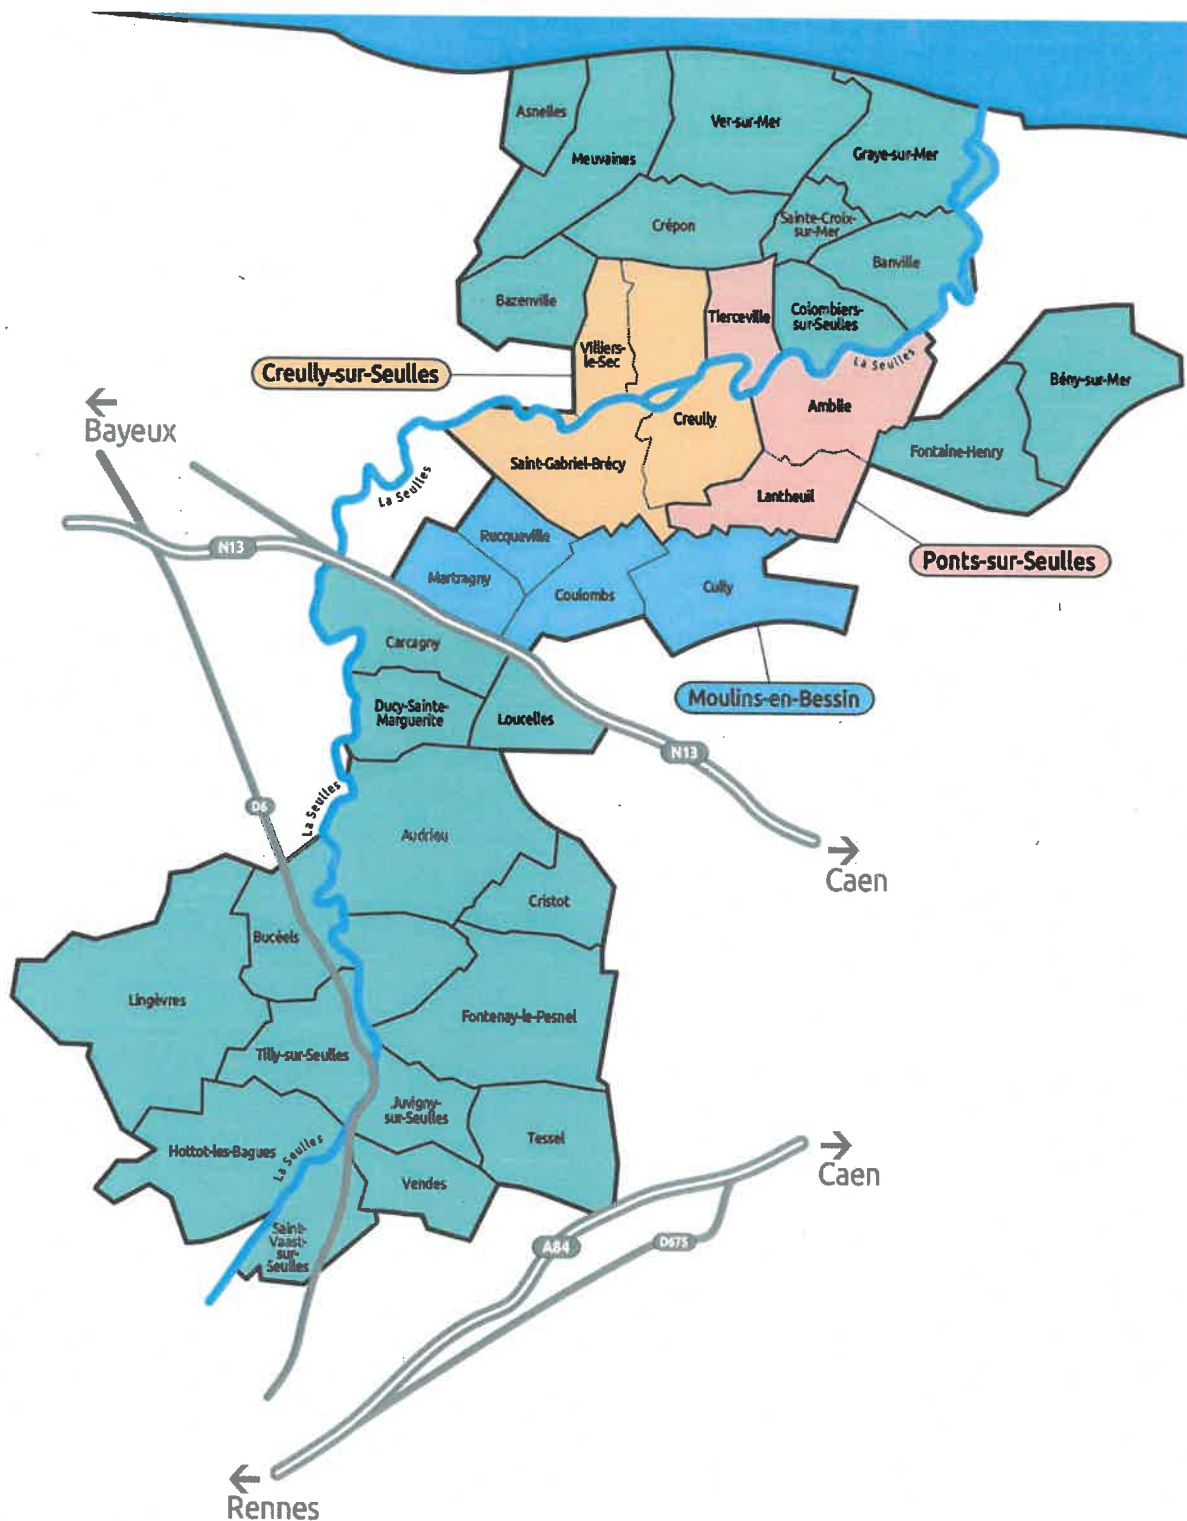 Asnelles
Ver-sur-Mer
Meuvaines
Graye-sur-Mer
Crépon
Sainte-Croix-
sur-Mer
Banville
Bazenville
Tierceville
Colombiers-
sur-Seulles
Villiers-
le-Sec
La Seulles
Creully-sur-Seulles
Bény-sur-Mer
Amblie
Bayeux
Creully
Fontaine-Henry
Saint-Gabriel-Brécy
La Seulles
Lantheuil
Rucqueville
N13
Ponts-sur-Seulles
Martragny
Coulombs
Cully
Carcagny
Moulins-en-Bessin
Ducy-Sainte-
Marguerite
Loucelles
N13
La Seulles
D6
Audrieu
Caen
Cristot
Bucéels
Lingèvres
Fontenay-le-Pesnel
Tilly-sur-Seulles
Juvigny-
sur-Seulles
Tessel
Hottot-les-Bagues
La Seulles
Caen
Vendes
Saint-
Vaast-
sur-
Seulles
A84
D675
Rennes